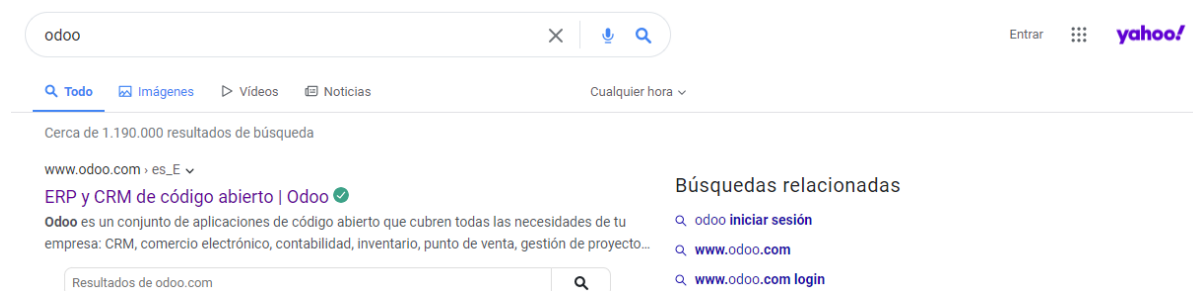 odoo
Entrar
yahoo!
Todo Imágenes Vídeos Noticias Cualquier hora
Cerca de 1.190.000 resultados de búsqueda
www.odoo.com › es_E
ERP y CRM de código abierto | Odoo
Odoo es un conjunto de aplicaciones de código abierto que cubren todas las necesidades de tu
empresa: CRM, comercio electrónico, contabilidad, inventario, punto de venta, gestión de proyecto...
Resultados de odoo.com
Búsquedas relacionadas
odoo iniciar sesión
www.odoo.com
www.odoo.com login